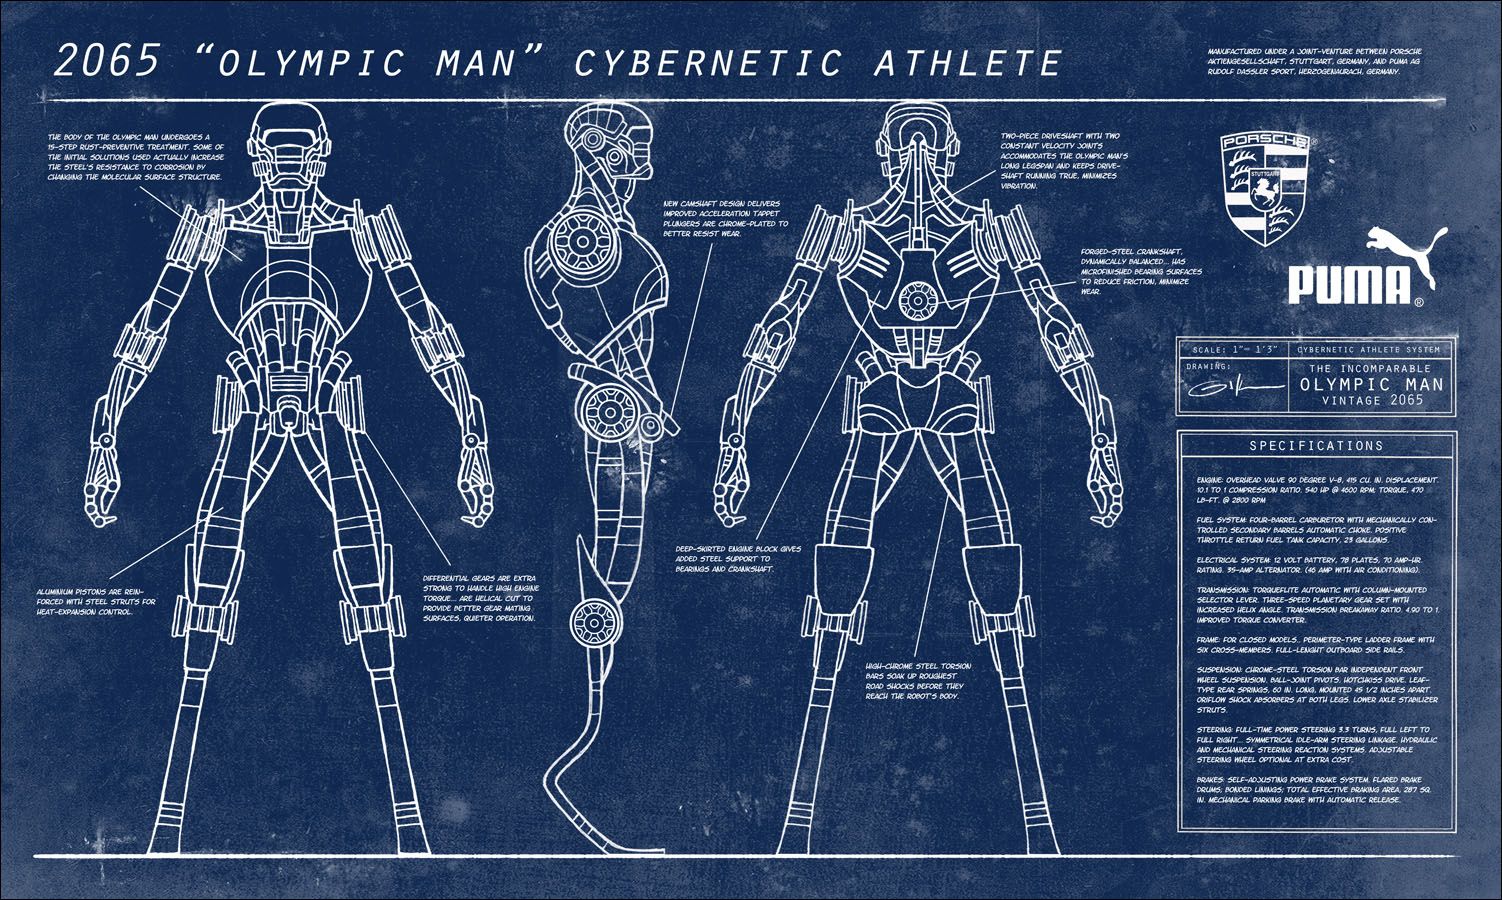 2065 “OLYMPIC MAN” CYBERNETIC ATHLETE
MANUFACTURED UNDER A JOINT-VENTURE BETWEEN PORSCHE
AKTIENGESELLSCHAFT, STUTTGART, GERMANY, AND PUMA AG
RUDOLF DASSLER SPORT, HERZOGENAURACH, GERMANY.
THE BODY OF THE OLYMPIC MAN UNDERGOES A
15-STEP RUST-PREVENTIVE TREATMENT. SOME OF
THE INITIAL SOLUTIONS USED ACTUALLY INCREASE
THE STEEL'S RESISTANCE TO CORROSION BY
CHANGING THE MOLECULAR SURFACE STRUCTURE.
NEW CAMSHAFT DESIGN DELIVERS
IMPROVED ACCELERATION TAPPET
PLUNGERS ARE CHROME-PLATED TO
BETTER RESIST WEAR.
TWO-PIECE DRIVESHAFT WITH TWO
CONSTANT VELOCITY JOINTS
ACCOMMODATES THE OLYMPIC MAN'S
LONG LEGSPAN AND KEEPS DRIVE-
SHAFT RUNNING TRUE, MINIMIZES
VIBRATION.
FORGED-STEEL CRANKSHAFT,
DYNAMICALLY BALANCED... HAS
MICROFINISHED BEARING SURFACES
TO REDUCE FRICTION, MINIMIZE
WEAR.
DEEP-SKIRTED ENGINE BLOCK GIVES
ADDED STEEL SUPPORT TO
BEARINGS AND CRANKSHAFT.
ALUMINIUM PISTONS ARE REIN-
FORCED WITH STEEL STRUTS FOR
HEAT-EXPANSION CONTROL.
DIFFERENTIAL GEARS ARE EXTRA
STRONG TO HANDLE HIGH ENGINE
TORQUE... ARE HELICAL CUT TO
PROVIDE BETTER GEAR MATING
SURFACES, QUIETER OPERATION.
HIGH-CHROME STEEL TORSION
BARS SOAK UP ROUGHEST
ROAD SHOCKS BEFORE THEY
REACH THE ROBOT'S BODY.
PORSCHE ®
STUTTGART
PUMA ®
SCALE: 1"= 1'3"
CYBERNETIC ATHLETE SYSTEM
DRAWING:
THE INCOMPARABLE
OLYMPIC MAN
VINTAGE 2065
SPECIFICATIONS
ENGINE: OVERHEAD VALVE 90 DEGREE V-8, 415 CU. IN. DISPLACEMENT.
10.1 TO 1 COMPRESSION RATIO. 540 HP @ 4600 RPM; TORQUE, 470
LB-FT. @ 2800 RPM
FUEL SYSTEM: FOUR-BARREL CARBURETOR WITH MECHANICALLY CON-
TROLLED SECONDARY BARRELS AUTOMATIC CHOKE. POSITIVE
THROTTLE RETURN FUEL TANK CAPACITY, 23 GALLONS.
ELECTRICAL SYSTEM: 12 VOLT BATTERY, 78 PLATES, 70 AMP-HR.
RATING. 35-AMP ALTERNATOR. (46 AMP WITH AIR CONDITIONING).
TRANSMISSION: TORQUEFLITE AUTOMATIC WITH COLUMN-MOUNTED
SELECTOR LEVER. THREE-SPEED PLANETARY GEAR SET WITH
INCREASED HELIX ANGLE. TRANSMISSION BREAKAWAY RATIO. 4.90 TO 1.
IMPROVED TORQUE CONVERTER.
FRAME: FOR CLOSED MODELS... PERIMETER-TYPE LADDER FRAME WITH
SIX CROSS-MEMBERS. FULL-LENGHT OUTBOARD SIDE RAILS.
SUSPENSION: CHROME-STEEL TORSION BAR INDEPENDENT FRONT
WHEEL SUSPENSION. BALL-JOINT PIVOTS. HOTCHKISS DRIVE. LEAF-
TYPE REAR SPRINGS, 60 IN. LONG, MOUNTED 45 1/2 INCHES APART.
ORIFLOW SHOCK ABSORBERS AT BOTH LEGS. LOWER AXLE STABILIZER
STRUTS.
STEERING: FULL-TIME POWER STEERING 3.3 TURNS, FULL LEFT TO
FULL RIGHT... SYMMETRICAL IDLE-ARM STEERING LINKAGE. HYDRAULIC
AND MECHANICAL STEERING REACTION SYSTEMS. ADJUSTABLE
STEERING WHEEL OPTIONAL AT EXTRA COST.
BRAKES: SELF-ADJUSTING POWER BRAKE SYSTEM. FLARED BRAKE
DRUMS; BONDED LININGS; TOTAL EFFECTIVE BRAKING AREA, 287 SQ.
IN. MECHANICAL PARKING BRAKE WITH AUTOMATIC RELEASE.